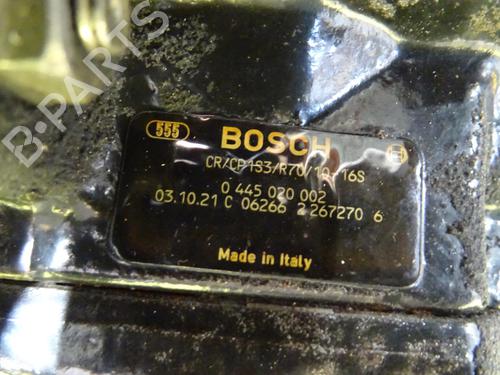 B-PARTS
555 BOSCH
CR/CP1S3/R70/10-16S
0 445 020 002
03.10.21 C 06266 2 267270 6
Made in Italy